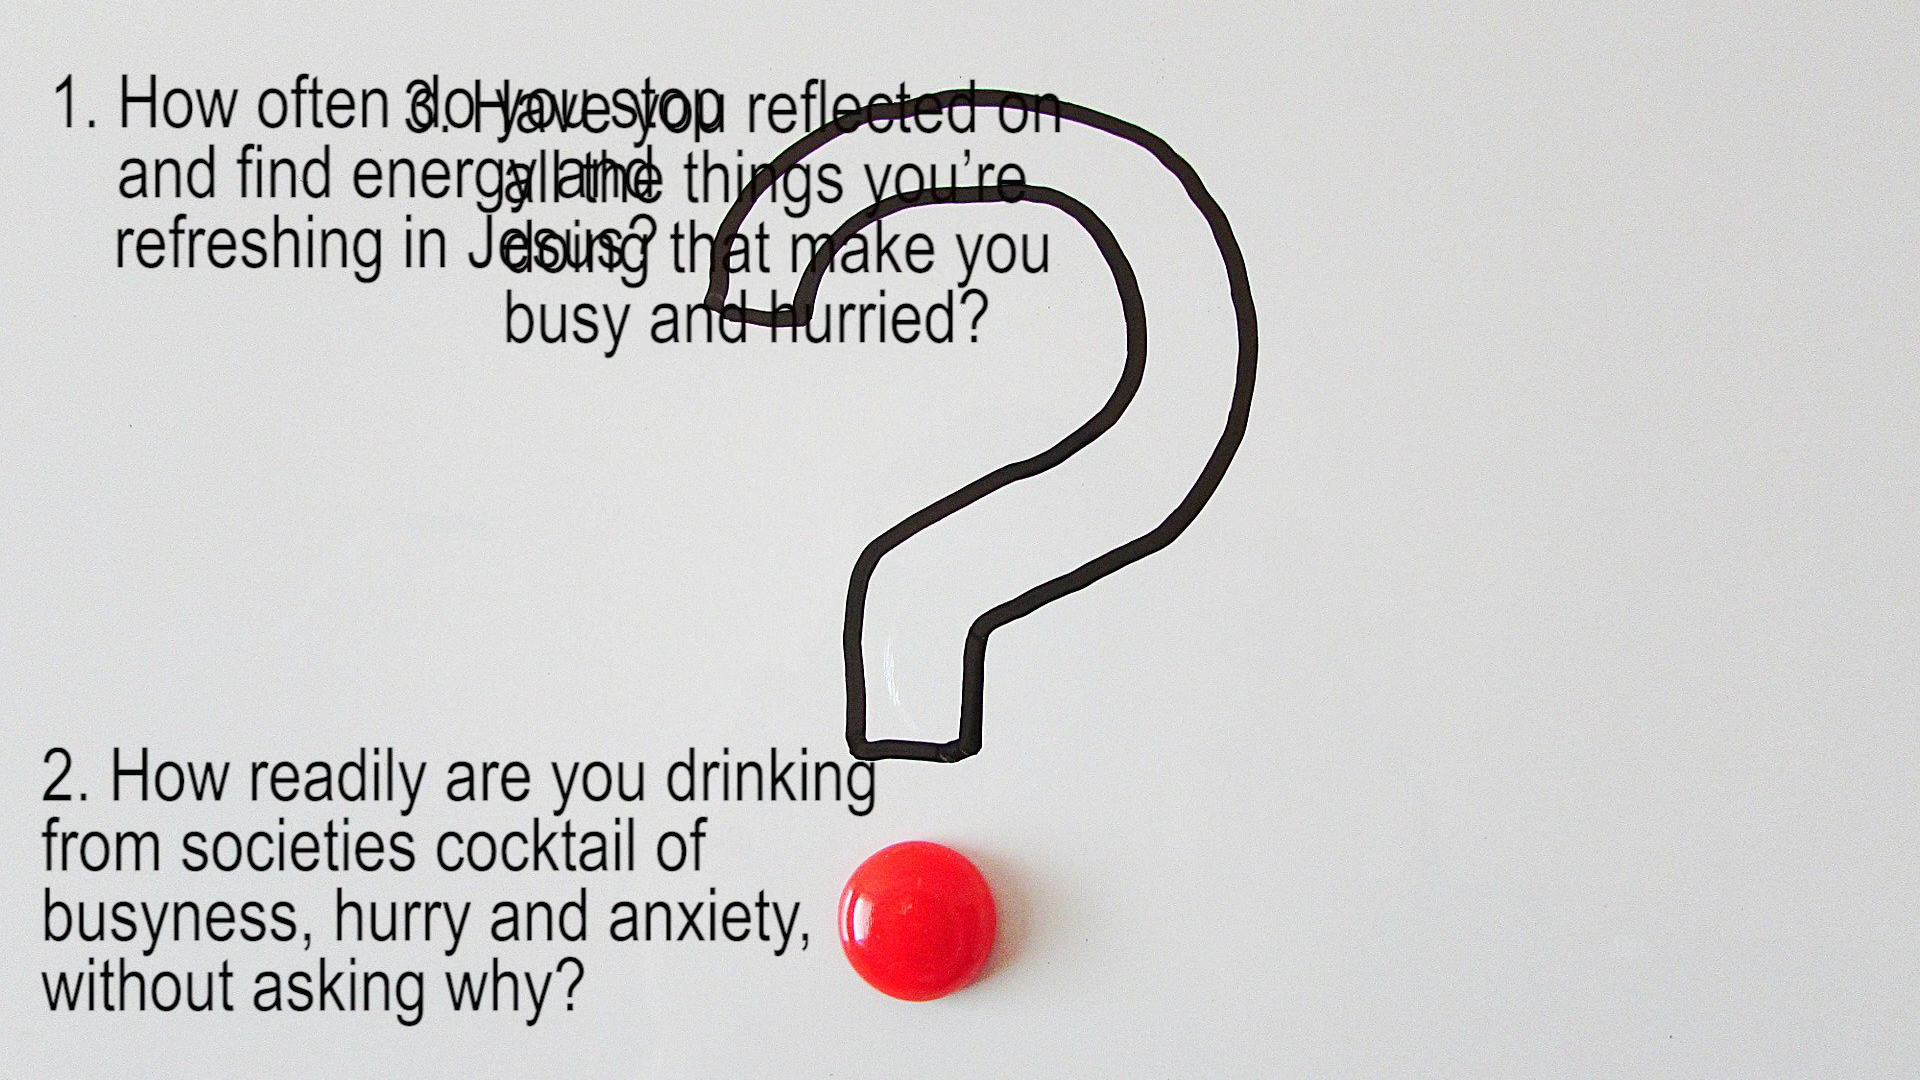 1. How often do you stop
and find energy and
refreshing in Jesus?
3. Have you reflected on
all the things you’re
doing that make you
busy and hurried?
2. How readily are you drinking
from societies cocktail of
busyness, hurry and anxiety,
without asking why?